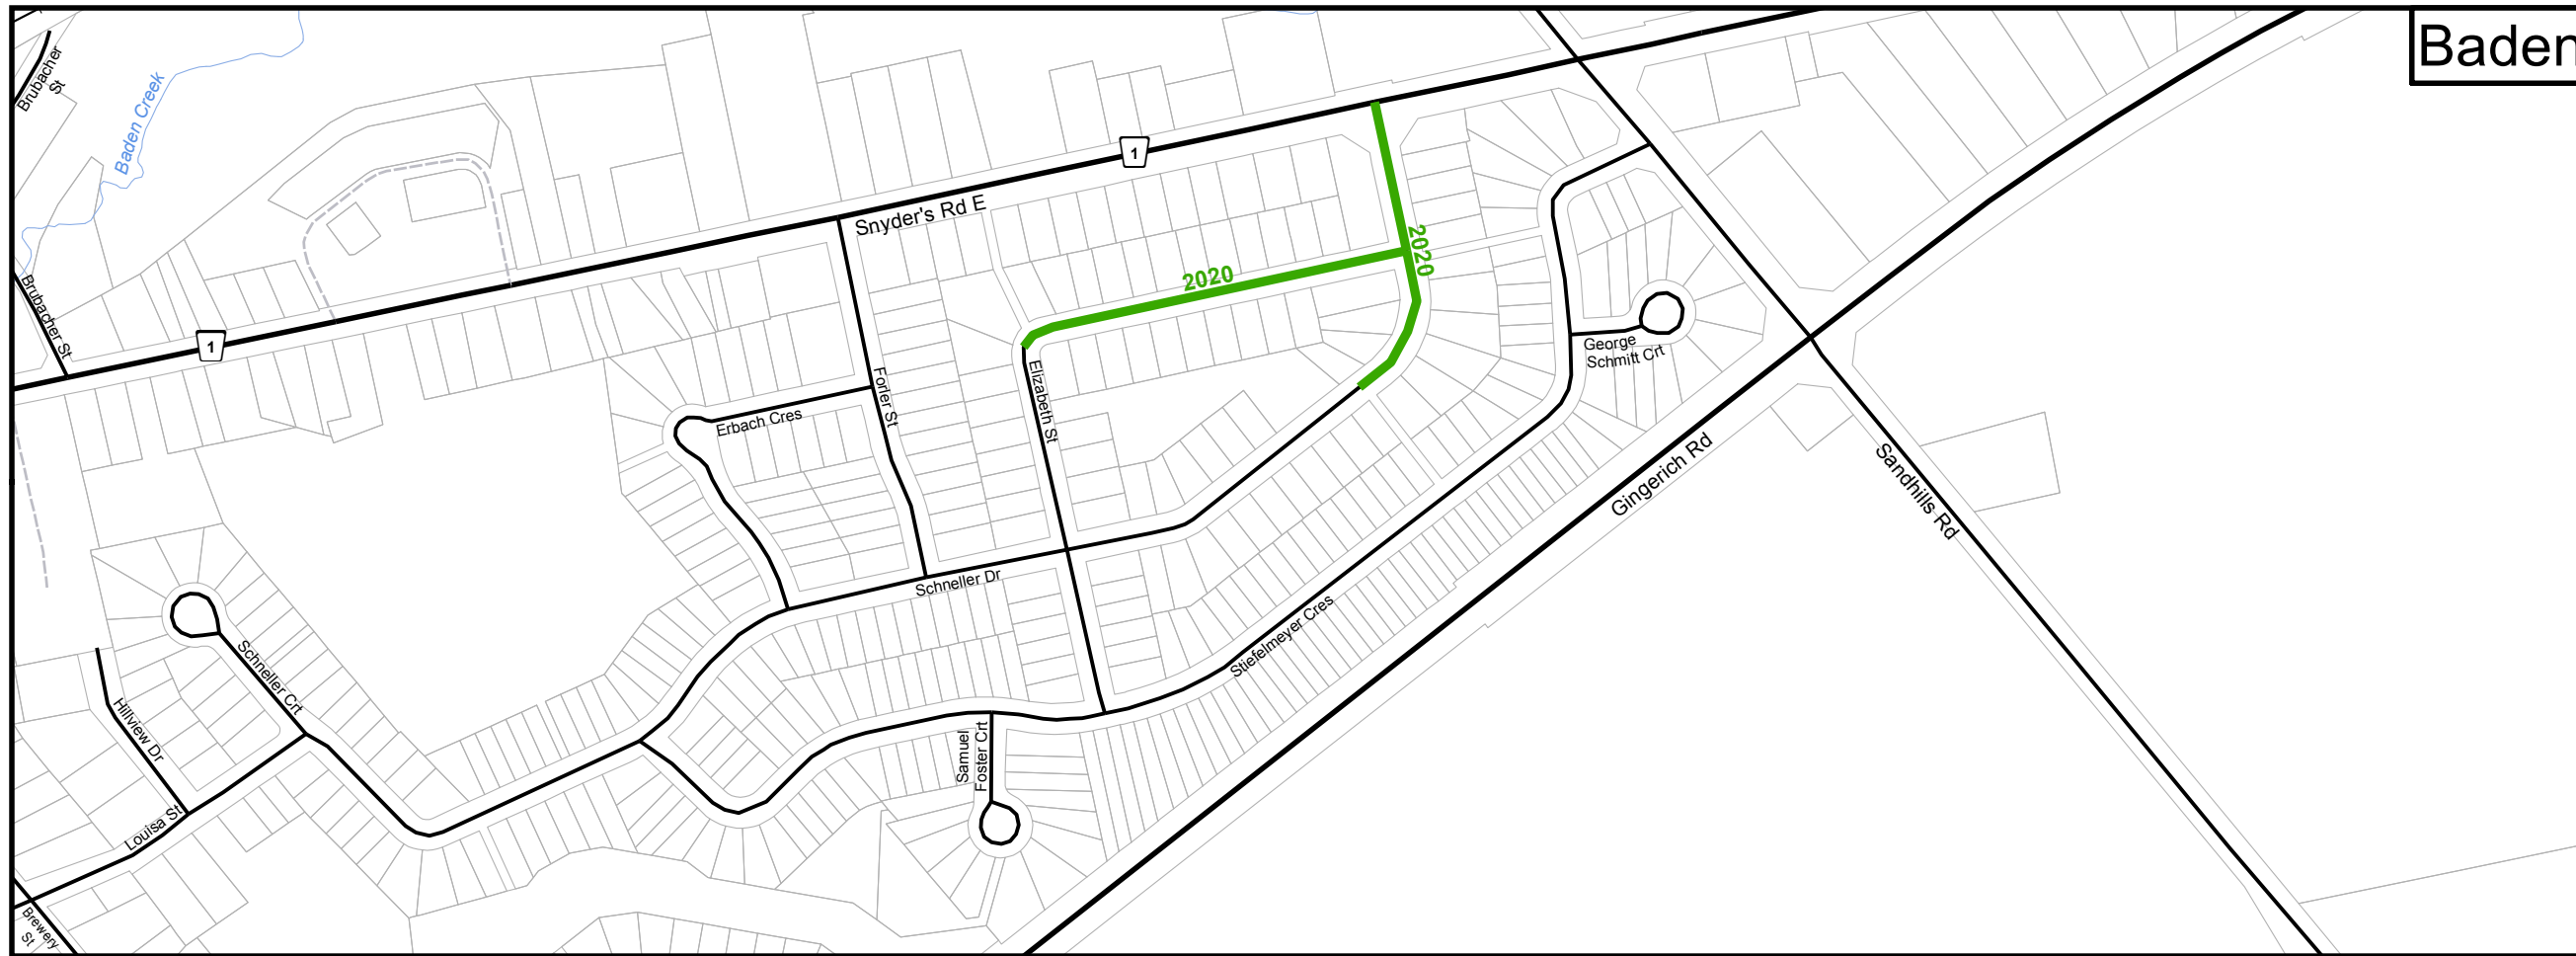 Baden
Brubacher
St
Baden Creek
1
Snyder's Rd E
2020
2020
Brubacher St
1
George
Schmitt Crt
Elizabeth St
Forler St
Erbach Cres
Gingerich Rd
Sandhills Rd
Schneller Dr
Stiefelmeyer Cres
Schneller Crt
Hillview Dr
Samuel
Foster Crt
Louisa St
Brewery
St